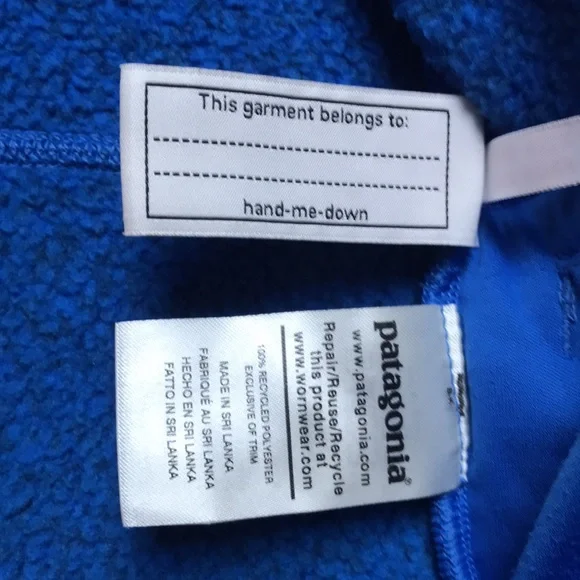 This garment belongs to:
hand-me-down
patagonia®
www.patagonia.com
Repair/Reuse/Recycle
this product at
www.wornwear.com
100% RECYCLED POLYESTER
EXCLUSIVE OF TRIM
MADE IN SRI LANKA
FABRIQUÉ AU SRI LANKA
HECHO EN SRI LANKA
FATTO IN SRI LANKA